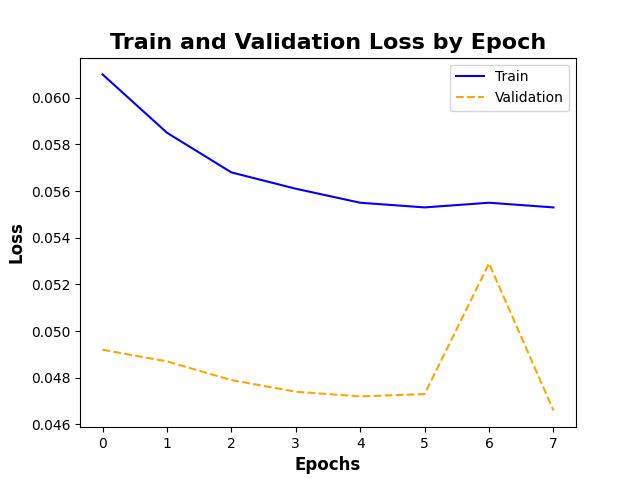 Train and Validation Loss by Epoch
Train
Validation
0.060
0.058
0.056
0.054
0.052
0.050
0.048
0.046
Loss
0 1 2 3 4 5 6 7
Epochs